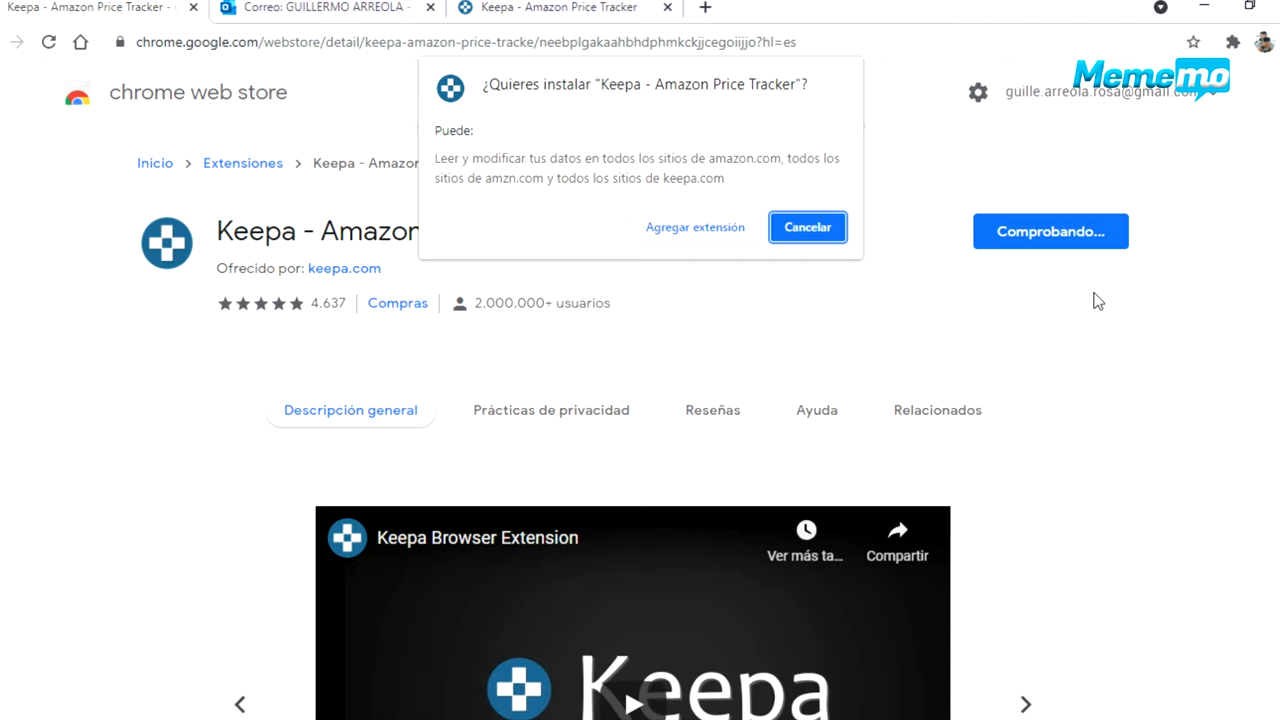 Keepa - Amazon Price Tracker -
Correo: GUILLERMO ARREOLA -
Keepa - Amazon Price Tracker
chrome.google.com/webstore/detail/keepa-amazon-price-tracke/neebplgakaahbhdphmkckjjcegoiijjo?hl=es
chrome web store
guille.arreola.rosa@gmail.com
Mememo
¿Quieres instalar "Keepa - Amazon Price Tracker"?
Puede:
Leer y modificar tus datos en todos los sitios de amazon.com, todos los
sitios de amzn.com y todos los sitios de keepa.com
Agregar extensión
Cancelar
Inicio > Extensiones > Keepa - Amazon
Keepa - Amazon
Comprobando...
Ofrecido por: keepa.com
4.637
Compras
2.000.000+ usuarios
Descripción general
Prácticas de privacidad
Reseñas
Ayuda
Relacionados
Keepa Browser Extension
Ver más ta...
Compartir
Keepa